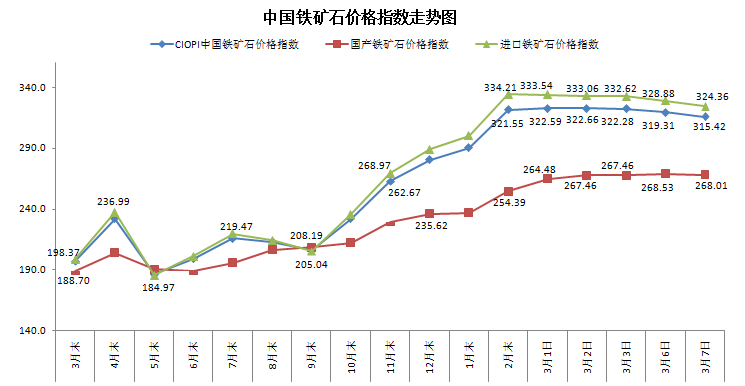 中国铁矿石价格指数走势图
CIOPI中国铁矿石价格指数 国产铁矿石价格指数 进口铁矿石价格指数
340.0
290.0
240.0
190.0
140.0
198.37
188.70
236.99
184.97
219.47
208.19
205.04
268.97
262.67
235.62
334.21
321.55
254.39
333.54
322.59
264.48
333.06
322.66
267.46
332.62
322.28
267.46
328.88
319.31
268.53
324.36
315.42
268.01
3月末
4月末
5月末
6月末
7月末
8月末
9月末
10月末
11月末
12月末
1月末
2月末
3月1日
3月2日
3月3日
3月6日
3月7日